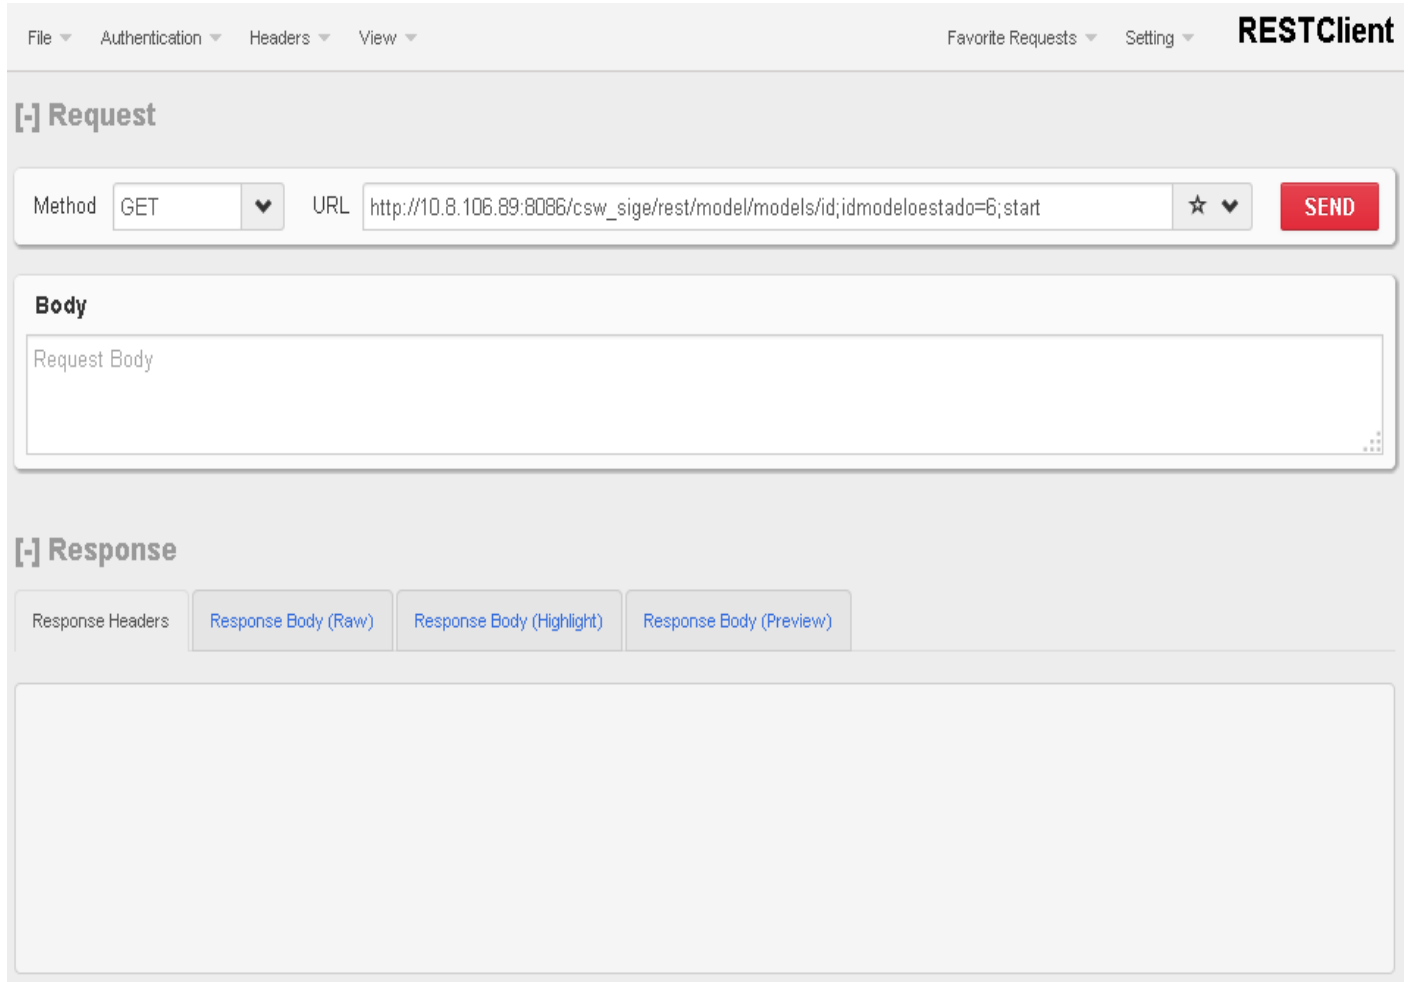 File Authentication Headers View Favorite Requests Setting RESTClient
[-] Request
Method GET URL http://10.8.106.89:8086/csw_sige/rest/model/models/id;idmodeloestado=6;start SEND
Body
Request Body
[-] Response
Response Headers Response Body (Raw) Response Body (Highlight) Response Body (Preview)